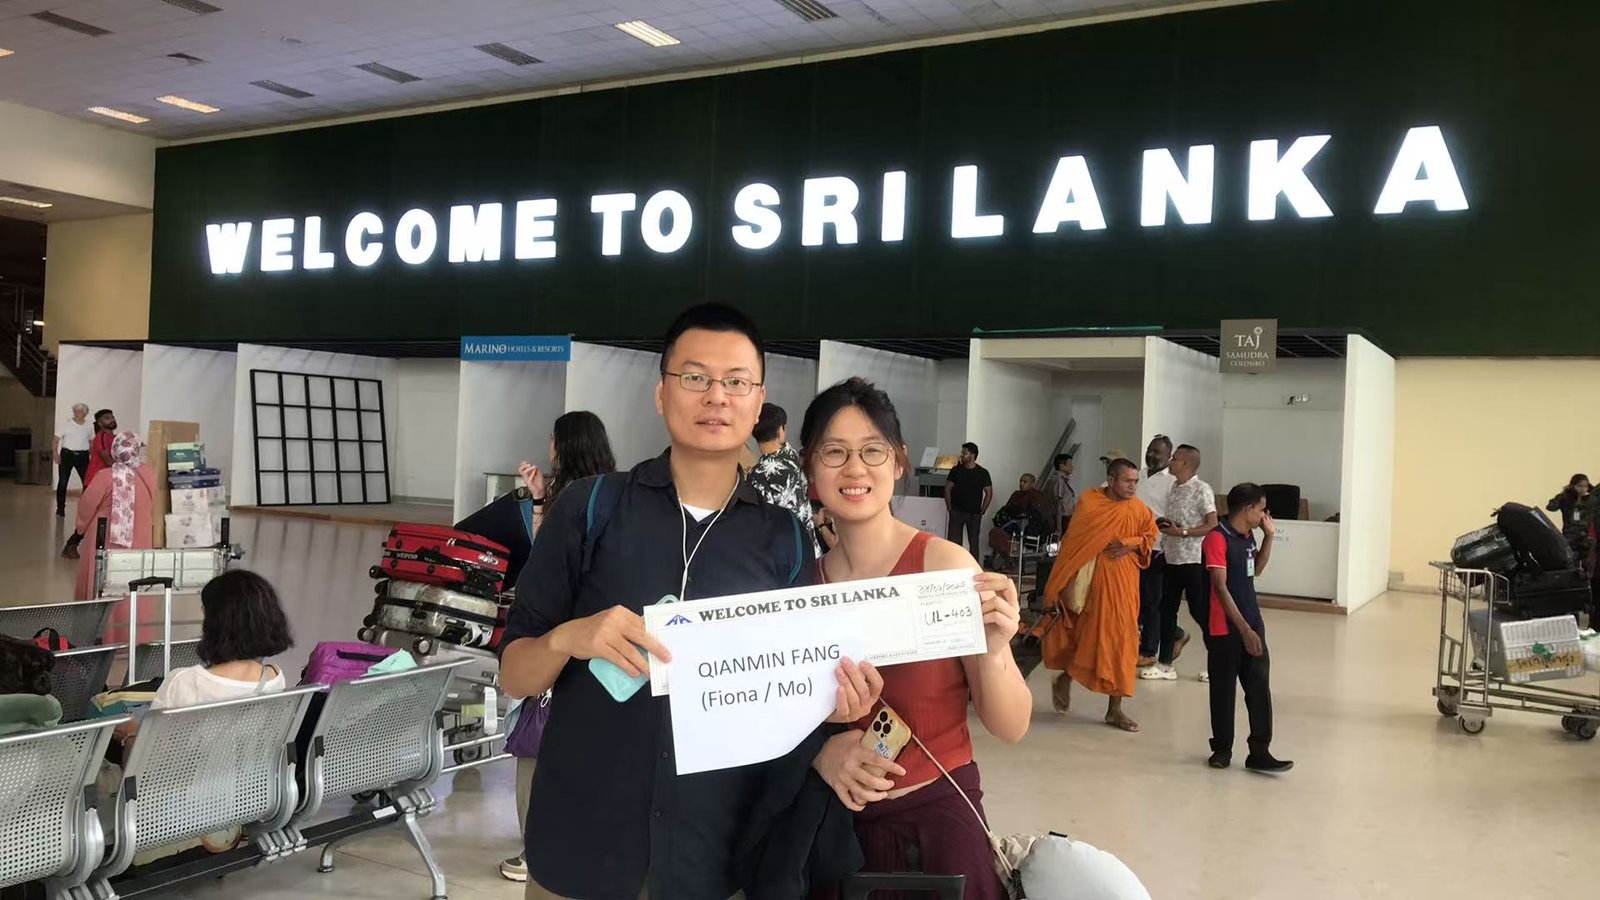 WELCOME TO SRI LANKA
MARINO HOTELS & RESORTS
TAJ
SAMUDRA
COLOMBO
WELCOME TO SRI LANKA
UL-403
QIANMIN FANG
(Fiona / Mo)